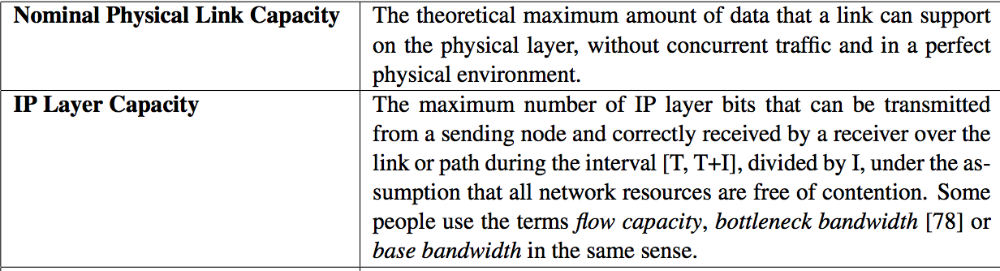 Nominal Physical Link Capacity
The theoretical maximum amount of data that a link can support
on the physical layer, without concurrent traffic and in a perfect
physical environment.
IP Layer Capacity
The maximum number of IP layer bits that can be transmitted
from a sending node and correctly received by a receiver over the
link or path during the interval [T, T+I], divided by I, under the as-
sumption that all network resources are free of contention. Some
people use the terms flow capacity, bottleneck bandwidth [78] or
base bandwidth in the same sense.